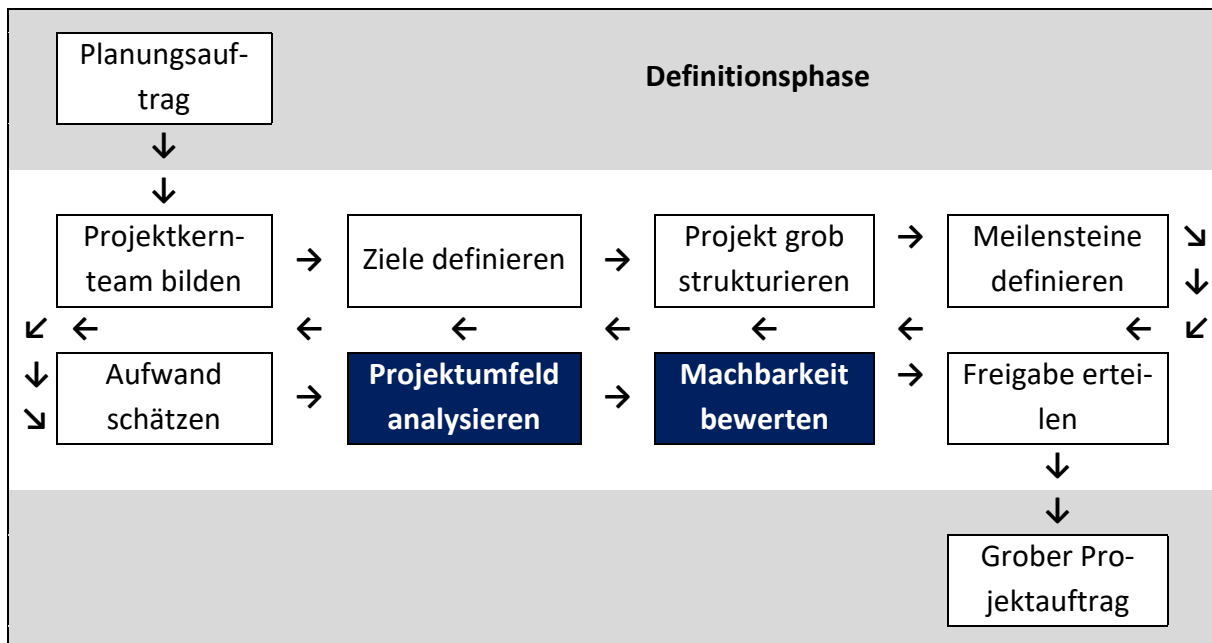 Planungsauf-
trag
Definitionsphase
↓
↓
Projektkern-
team bilden
→
Ziele definieren
→
Projekt grob
strukturieren
→
Meilensteine
definieren
↘
↓
↙ ← ← ← ← ← ← ← ↙
↓
↘
Aufwand
schätzen
→
Projektumfeld
analysieren
→
Machbarkeit
bewerten
→
Freigabe ertei-
len
↓
↓
Grober Pro-
jektauftrag